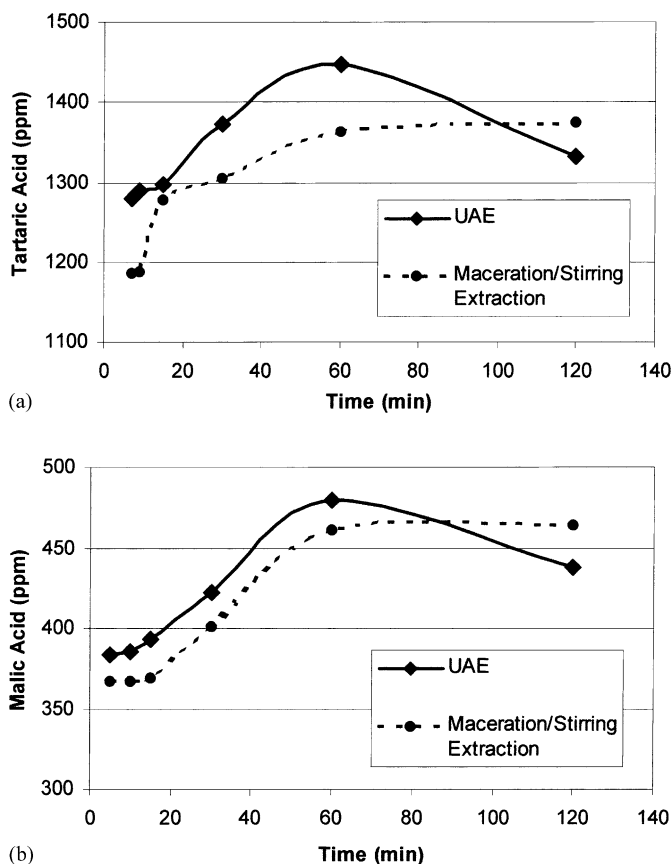 1500
1400
1300
1200
1100
Tartaric Acid (ppm)
UAE
Maceration/Stirring
Extraction
0 20 40 60 80 100 120 140
(a)
Time (min)
500
450
400
350
300
Malic Acid (ppm)
UAE
Maceration/Stirring
Extraction
0 20 40 60 80 100 120 140
(b)
Time (min)